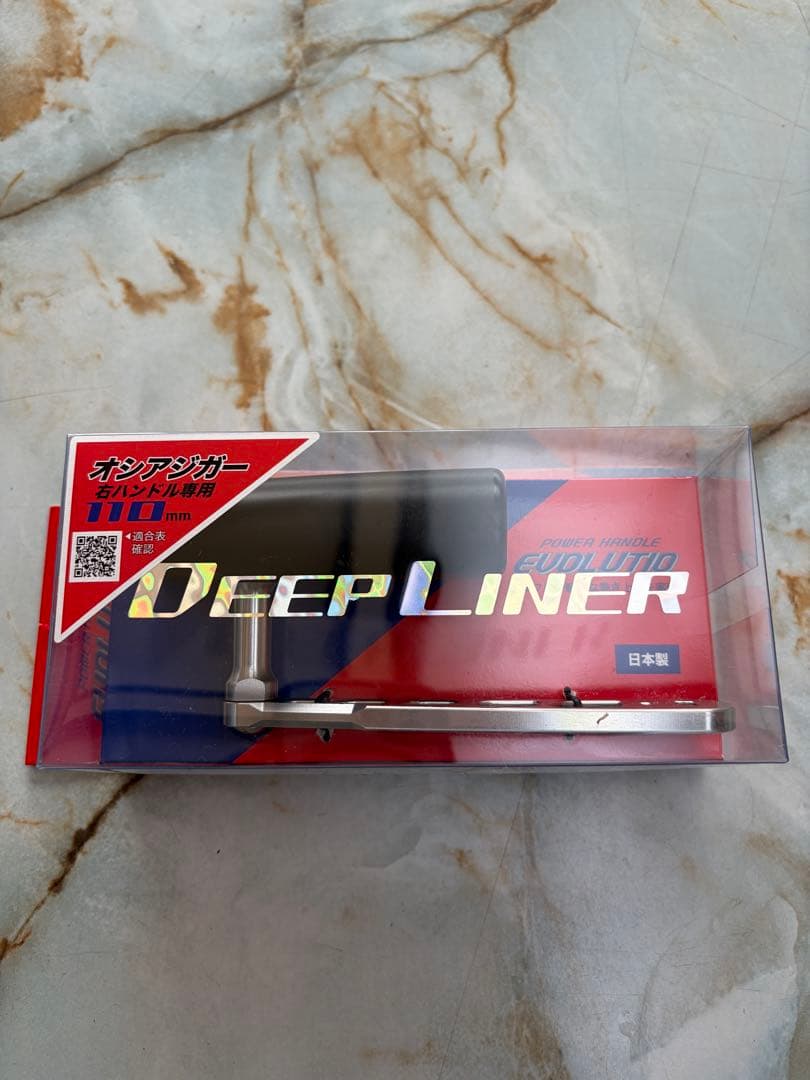 オシアジガー
右ハンドル専用
110mm
◀適合表
確認
DEEP LINER
POWER HANDLE
EVOLUTIO
日本製